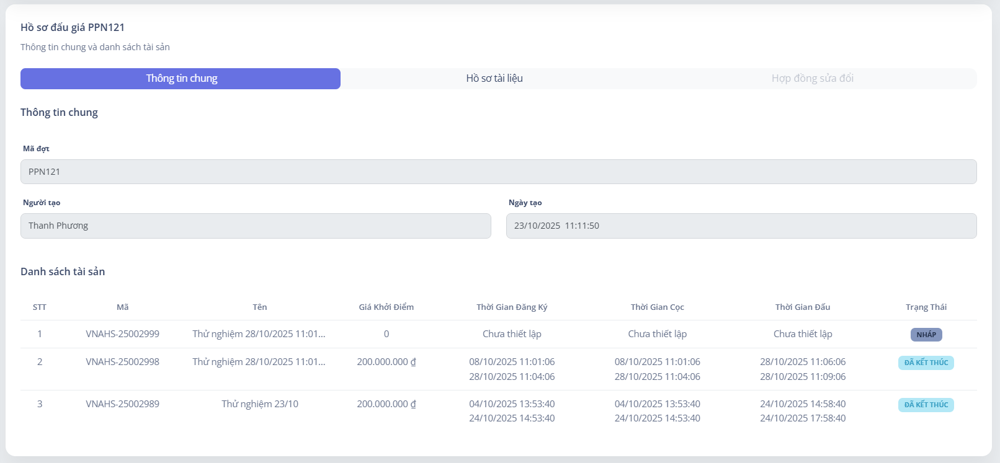 Hồ sơ đấu giá PPN121
Thông tin chung và danh sách tài sản
Thông tin chung Hồ sơ tài liệu Hợp đồng sửa đổi
Thông tin chung
Mã đợt
PPN121
Người tạo Ngày tạo
Thanh Phương 23/10/2025 11:11:50
Danh sách tài sản
STT Mã Tên Giá Khởi Điểm Thời Gian Đăng Ký Thời Gian Cọc Thời Gian Đấu Trạng Thái
1 VNAHS-25002999 Thử nghiệm 28/10/2025 11:01... 0 Chưa thiết lập Chưa thiết lập Chưa thiết lập NHÁP
2 VNAHS-25002998 Thử nghiệm 28/10/2025 11:01... 200.000.000 ₫ 08/10/2025 11:01:06 08/10/2025 11:01:06 28/10/2025 11:06:06 ĐÃ KẾT THÚC
28/10/2025 11:04:06 28/10/2025 11:04:06 28/10/2025 11:09:06
3 VNAHS-25002989 Thử nghiệm 23/10 200.000.000 ₫ 04/10/2025 13:53:40 04/10/2025 13:53:40 24/10/2025 14:58:40 ĐÃ KẾT THÚC
24/10/2025 14:53:40 24/10/2025 14:53:40 24/10/2025 17:58:40